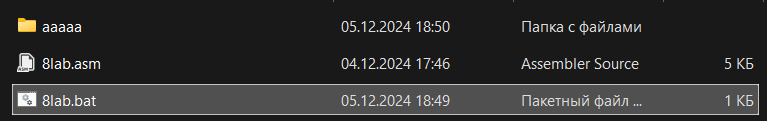 aaaaa 05.12.2024 18:50 Папка с файлами
8lab.asm 04.12.2024 17:46 Assembler Source 5 КБ
8lab.bat 05.12.2024 18:49 Пакетный файл ... 1 КБ